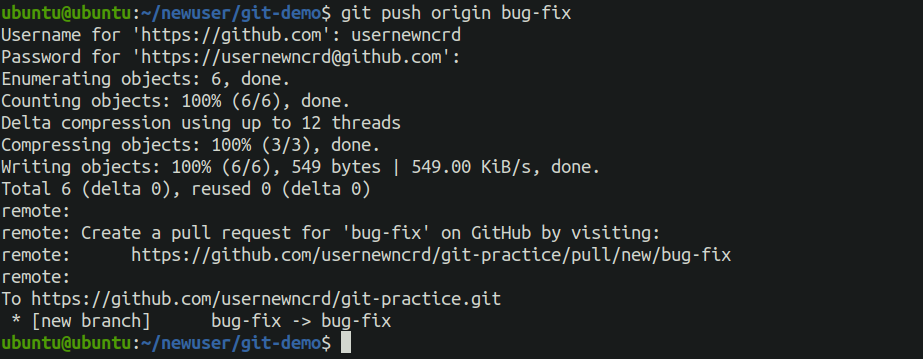 ubuntu@ubuntu:~/newuser/git-demo$ git push origin bug-fix
Username for 'https://github.com': usernewncrd
Password for 'https://usernewncrd@github.com':
Enumerating objects: 6, done.
Counting objects: 100% (6/6), done.
Delta compression using up to 12 threads
Compressing objects: 100% (3/3), done.
Writing objects: 100% (6/6), 549 bytes | 549.00 KiB/s, done.
Total 6 (delta 0), reused 0 (delta 0)
remote:
remote: Create a pull request for 'bug-fix' on GitHub by visiting:
remote:      https://github.com/usernewncrd/git-practice/pull/new/bug-fix
remote:
To https://github.com/usernewncrd/git-practice.git
 * [new branch]      bug-fix -> bug-fix
ubuntu@ubuntu:~/newuser/git-demo$